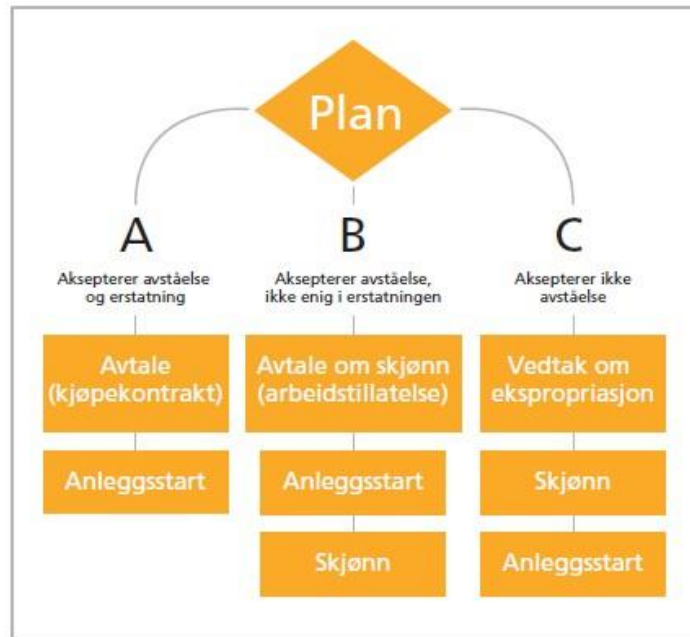 Plan
A
Aksepterer avståelse
og erstatning
Avtale
(kjøpekontrakt)
Anleggsstart
B
Aksepterer avståelse,
ikke enig i erstatningen
Avtale om skjønn
(arbeidstillatelse)
Anleggsstart
Skjønn
C
Aksepterer ikke
avståelse
Vedtak om
ekspropriasjon
Skjønn
Anleggsstart